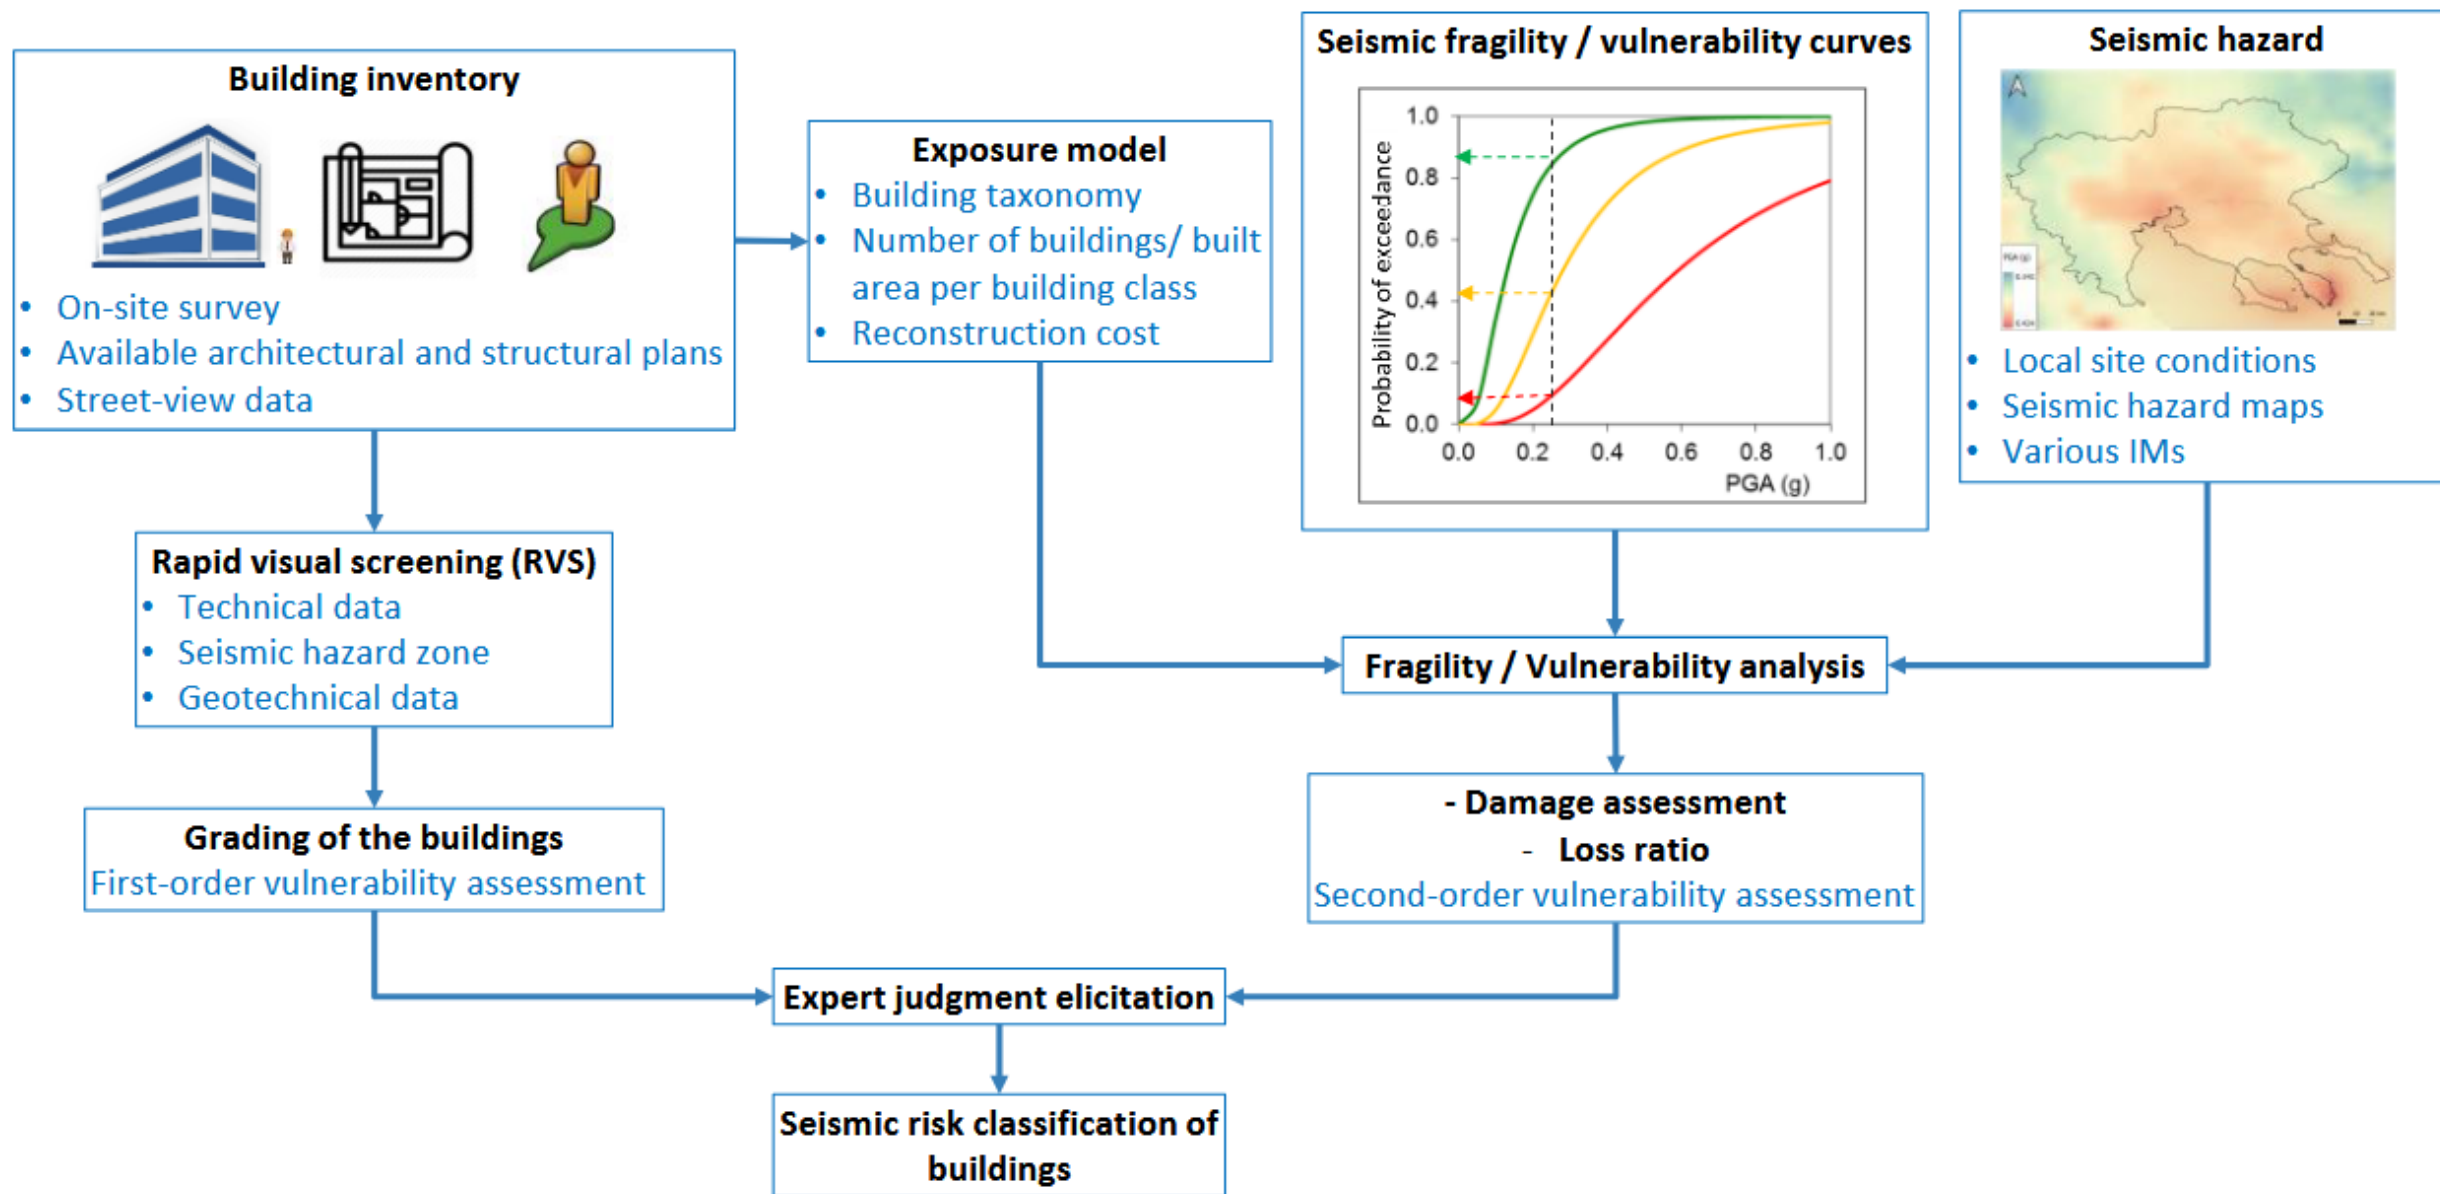 Building inventory
• On-site survey
• Available architectural and structural plans
• Street-view data
Exposure model
• Building taxonomy
• Number of buildings/ built
area per building class
• Reconstruction cost
Seismic fragility / vulnerability curves
Probability of exceedance
1.0
0.8
0.6
0.4
0.2
0.0
0.0 0.2 0.4 0.6 0.8 1.0
PGA (g)
Seismic hazard
PGA (g)
• Local site conditions
• Seismic hazard maps
• Various IMs
Rapid visual screening (RVS)
• Technical data
• Seismic hazard zone
• Geotechnical data
Fragility / Vulnerability analysis
Grading of the buildings
First-order vulnerability assessment
- Damage assessment
- Loss ratio
Second-order vulnerability assessment
Expert judgment elicitation
Seismic risk classification of
buildings